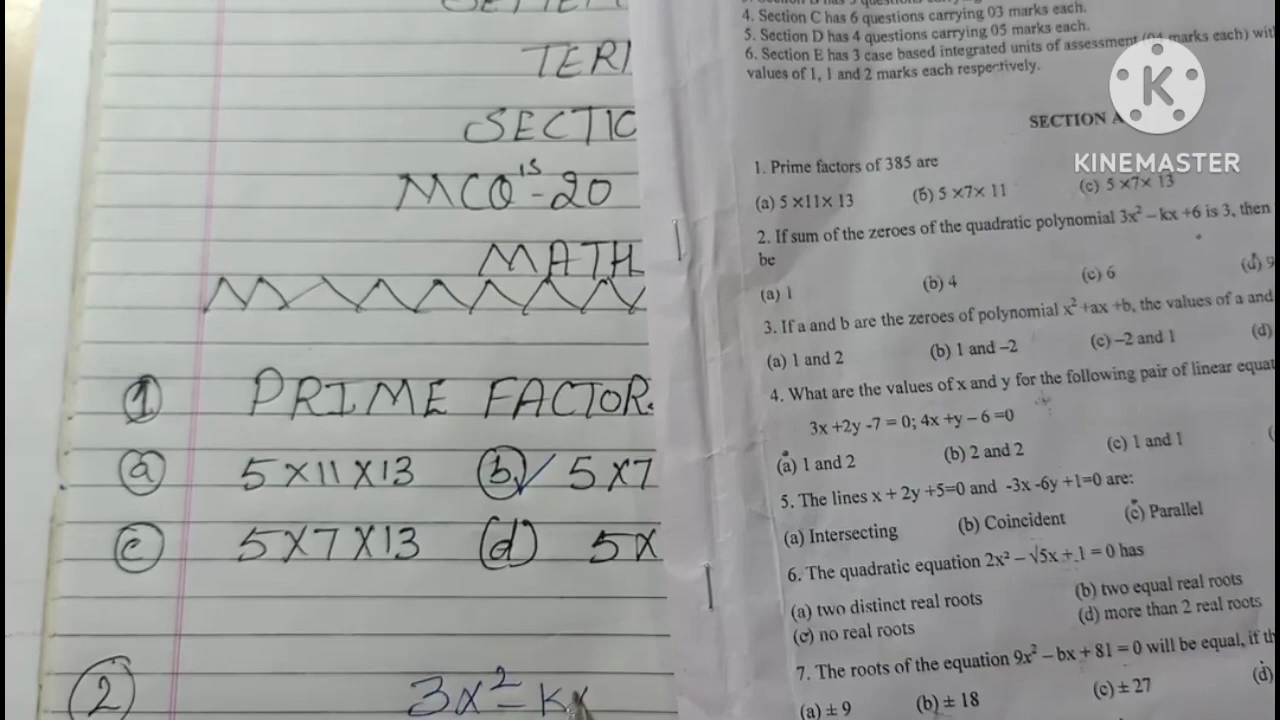 TERI
SECTIO
MCQ'S-20
MATH
1 PRIME FACTOR.
a 5×11×13 b 5×7
c 5×7×13 d 5×
2 3x² - Kx
4. Section C has 6 questions carrying 03 marks each.
5. Section D has 4 questions carrying 05 marks each.
6. Section E has 3 case based integrated units of assessment (04 marks each) wit
values of 1, 1 and 2 marks each respectively.
KINEMASTER
SECTION A
1. Prime factors of 385 are
(a) 5 ×11× 13 (b) 5 ×7× 11 (c) 5 ×7× 13
2. If sum of the zeroes of the quadratic polynomial 3x² – kx +6 is 3, then
be
(a) 1 (b) 4 (c) 6 (d) 9
3. If a and b are the zeroes of polynomial x² +ax +b, the values of a and
(a) 1 and 2 (b) 1 and –2 (c) –2 and 1 (d)
4. What are the values of x and y for the following pair of linear equat
3x +2y -7 = 0; 4x +y – 6 =0
(a) 1 and 2 (b) 2 and 2 (c) 1 and 1
5. The lines x + 2y +5=0 and -3x -6y +1=0 are:
(a) Intersecting (b) Coincident (c) Parallel
6. The quadratic equation 2x² – √5x + 1 = 0 has
(a) two distinct real roots (b) two equal real roots
(c) no real roots (d) more than 2 real roots
7. The roots of the equation 9x² – bx + 81 = 0 will be equal, if th
(a) ± 9 (b) ± 18 (c) ± 27 (d)